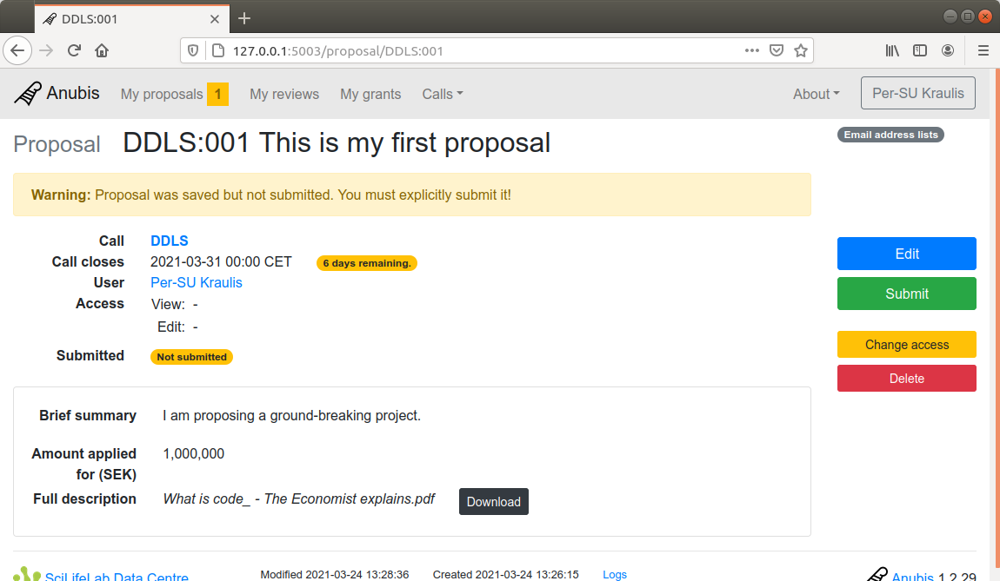 DDLS:001
127.0.0.1:5003/proposal/DDLS:001
Anubis My proposals 1 My reviews My grants Calls About Per-SU Kraulis
Proposal DDLS:001 This is my first proposal
Email address lists
Warning: Proposal was saved but not submitted. You must explicitly submit it!
Call DDLS
Call closes 2021-03-31 00:00 CET 6 days remaining.
User Per-SU Kraulis
Access View: -
Edit: -
Submitted Not submitted
Edit
Submit
Change access
Delete
Brief summary I am proposing a ground-breaking project.
Amount applied for (SEK) 1,000,000
Full description What is code_ - The Economist explains.pdf Download
SciLifeLab Data Centre Modified 2021-03-24 13:28:36 Created 2021-03-24 13:26:15 Logs Anubis 1.2.29